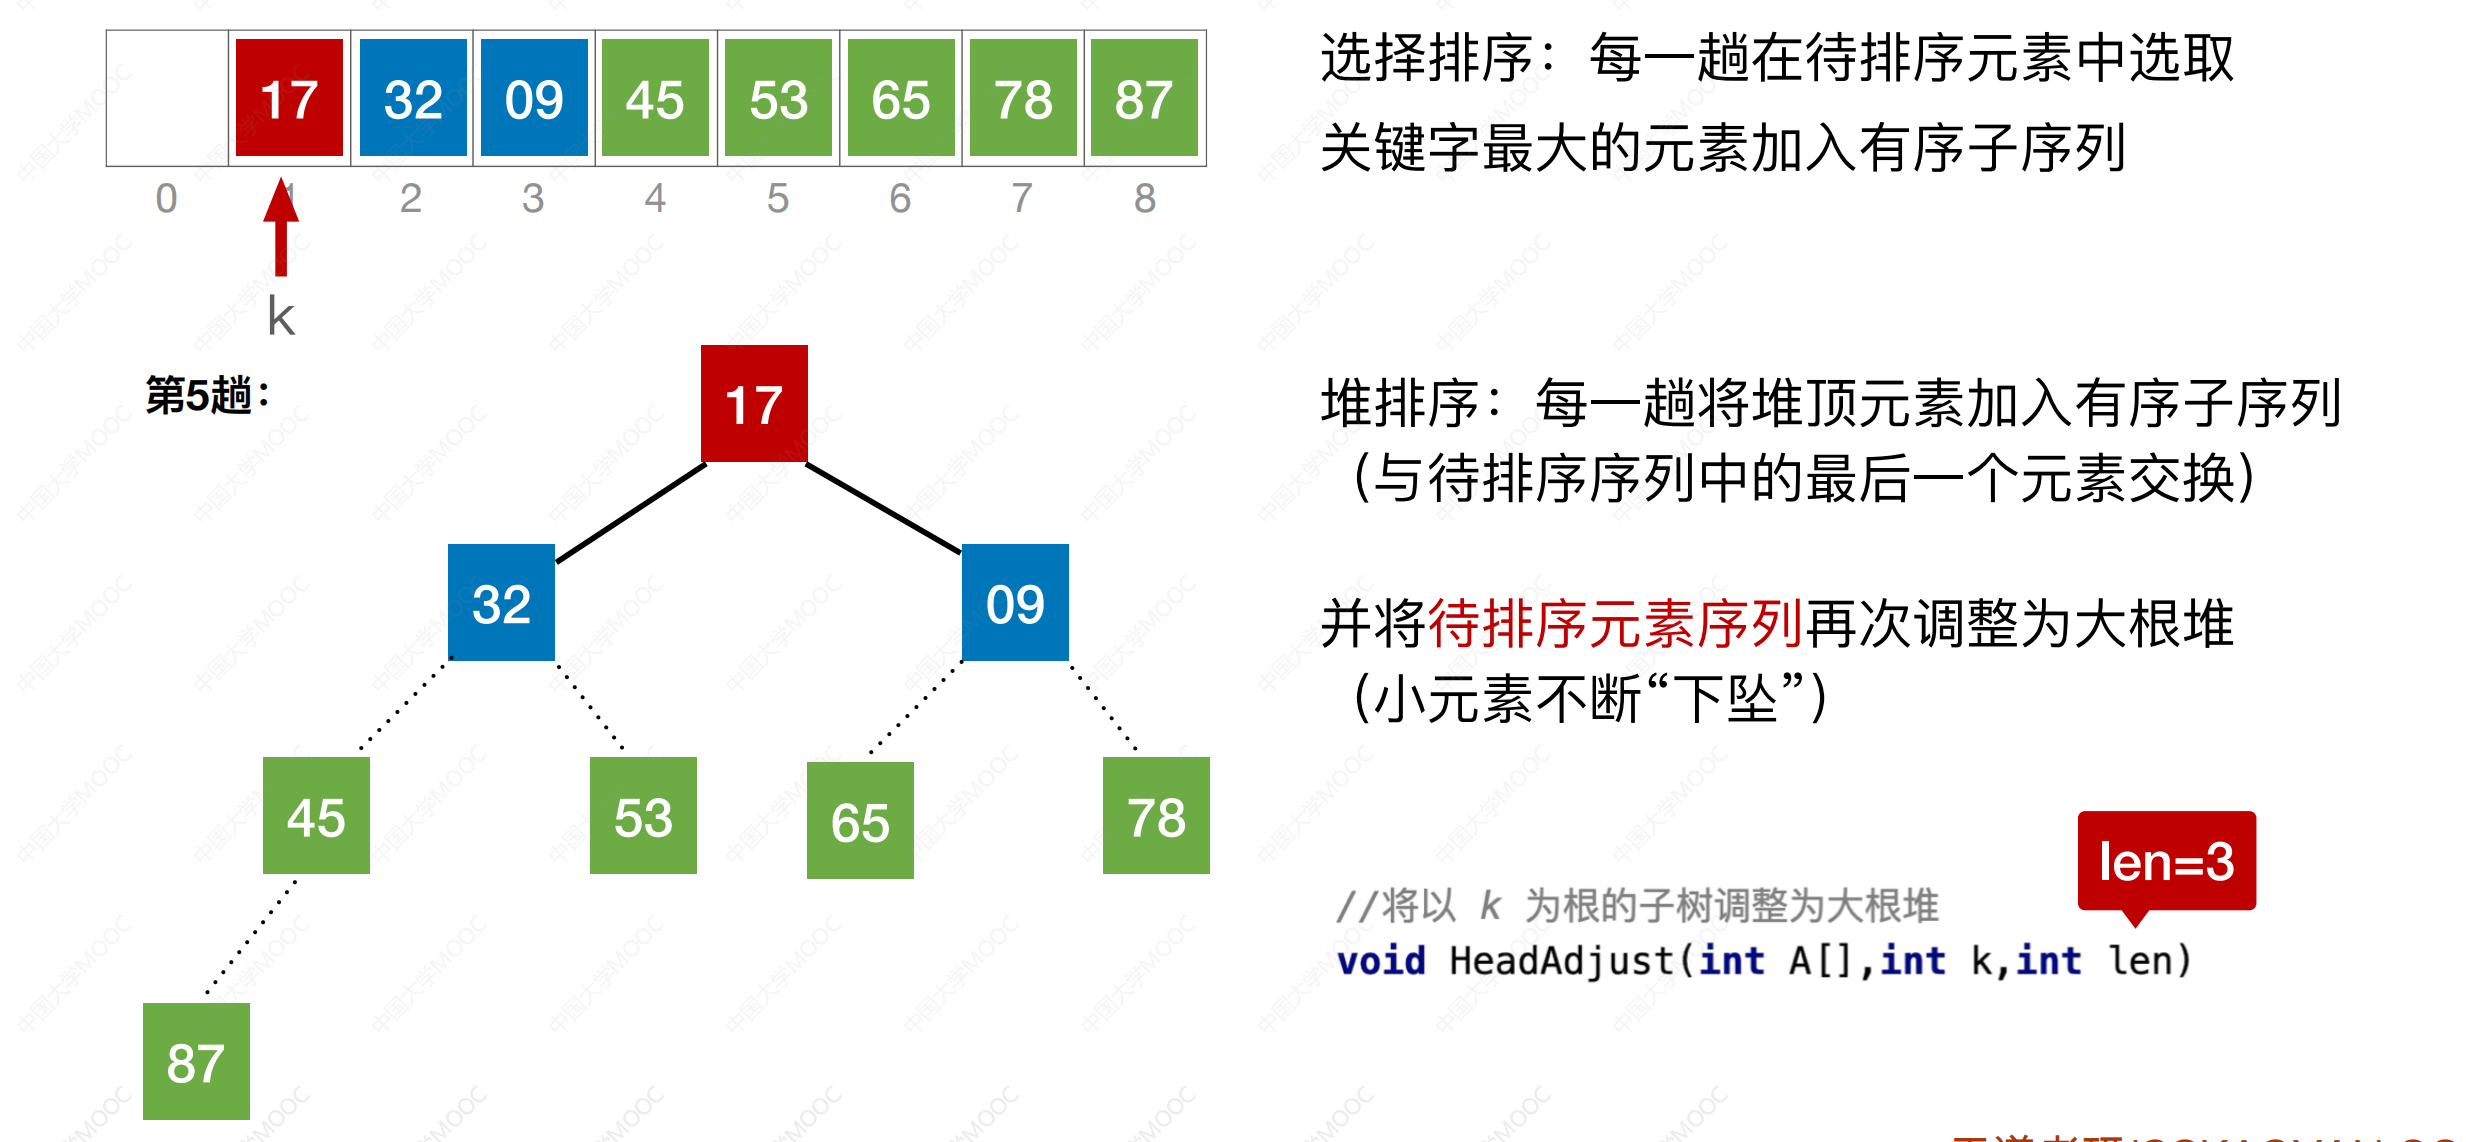 17 32 09 45 53 65 78 87
0 1 2 3 4 5 6 7 8
k
第5趟：
17
32 09
45 53 65 78
87
选择排序：每一趟在待排序元素中选取
关键字最大的元素加入有序子序列
堆排序：每一趟将堆顶元素加入有序子序列
（与待排序序列中的最后一个元素交换）
并将待排序元素序列再次调整为大根堆
（小元素不断“下坠”）
len=3
//将以 k 为根的子树调整为大根堆
void HeadAdjust(int A[],int k,int len)
中国大学MOOC